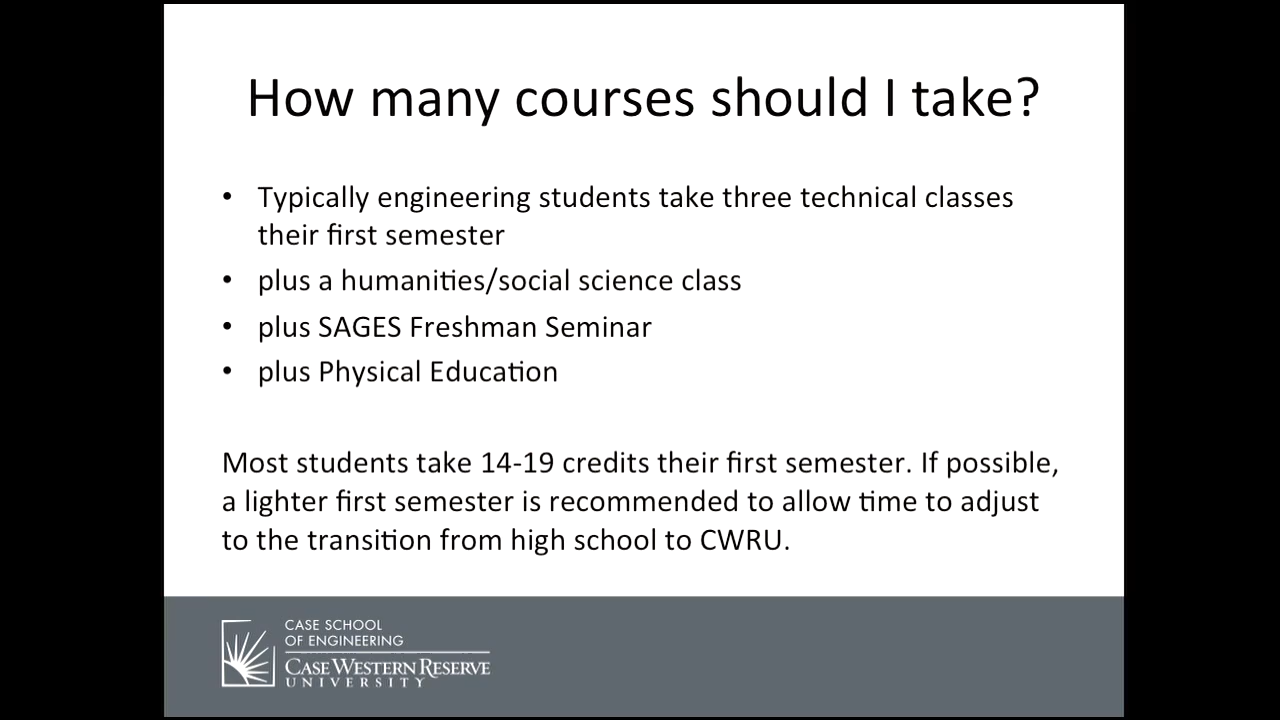 How many courses should I take?
• Typically engineering students take three technical classes
their first semester
• plus a humanities/social science class
• plus SAGES Freshman Seminar
• plus Physical Education
Most students take 14-19 credits their first semester. If possible,
a lighter first semester is recommended to allow time to adjust
to the transition from high school to CWRU.
CASE SCHOOL
OF ENGINEERING
CASE WESTERN RESERVE
UNIVERSITY